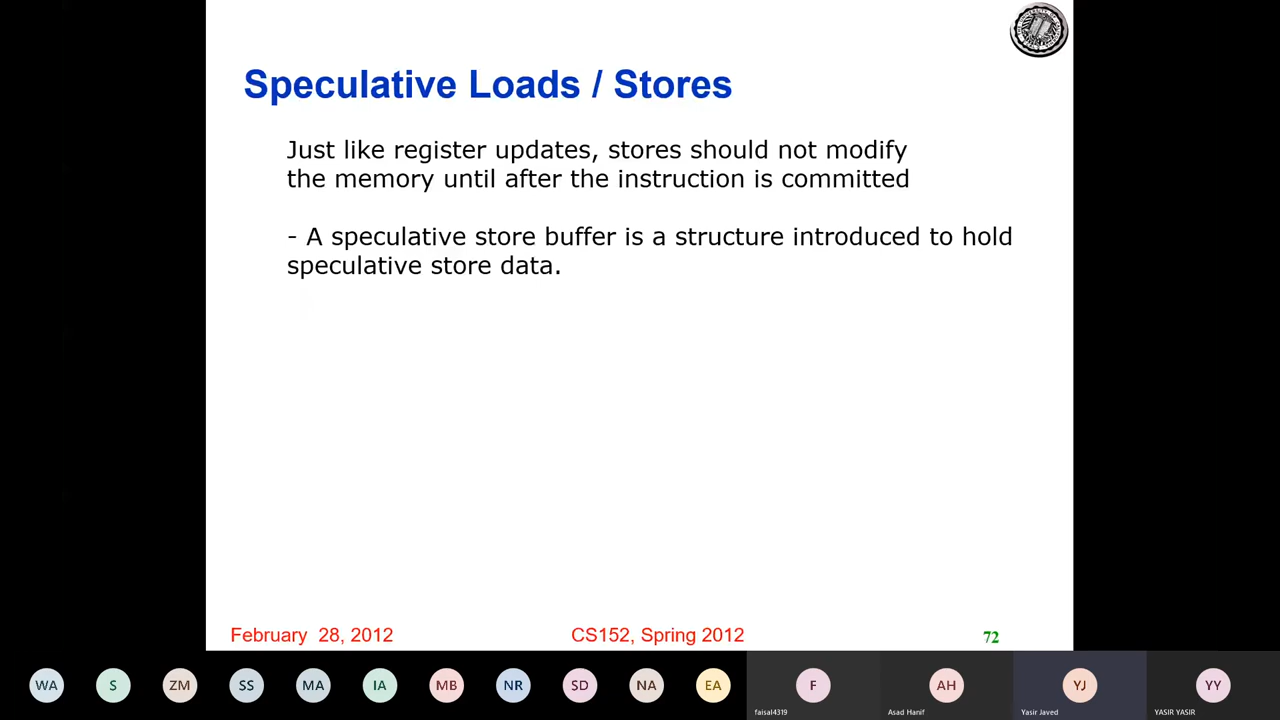 Speculative Loads / Stores
Just like register updates, stores should not modify
the memory until after the instruction is committed
- A speculative store buffer is a structure introduced to hold
speculative store data.
February 28, 2012
CS152, Spring 2012
72
WA
S
ZM
SS
MA
IA
MB
NR
SD
NA
EA
F
AH
YJ
YY
faisal4319
Asad Hanif
Yasir Javed
YASIR YASIR